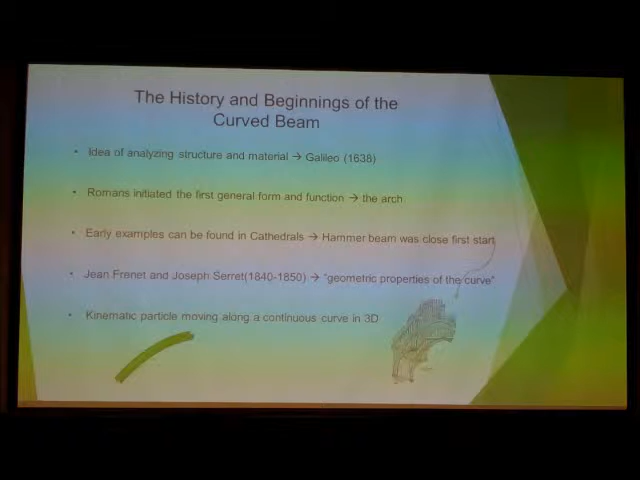 The History and Beginnings of the
Curved Beam
• Idea of analyzing structure and material → Galileo (1638)
• Romans initiated the first general form and function → the arch
• Early examples can be found in Cathedrals → Hammer beam was close first start
• Jean Frenet and Joseph Serret(1840-1850) → "geometric properties of the curve"
• Kinematic particle moving along a continuous curve in 3D